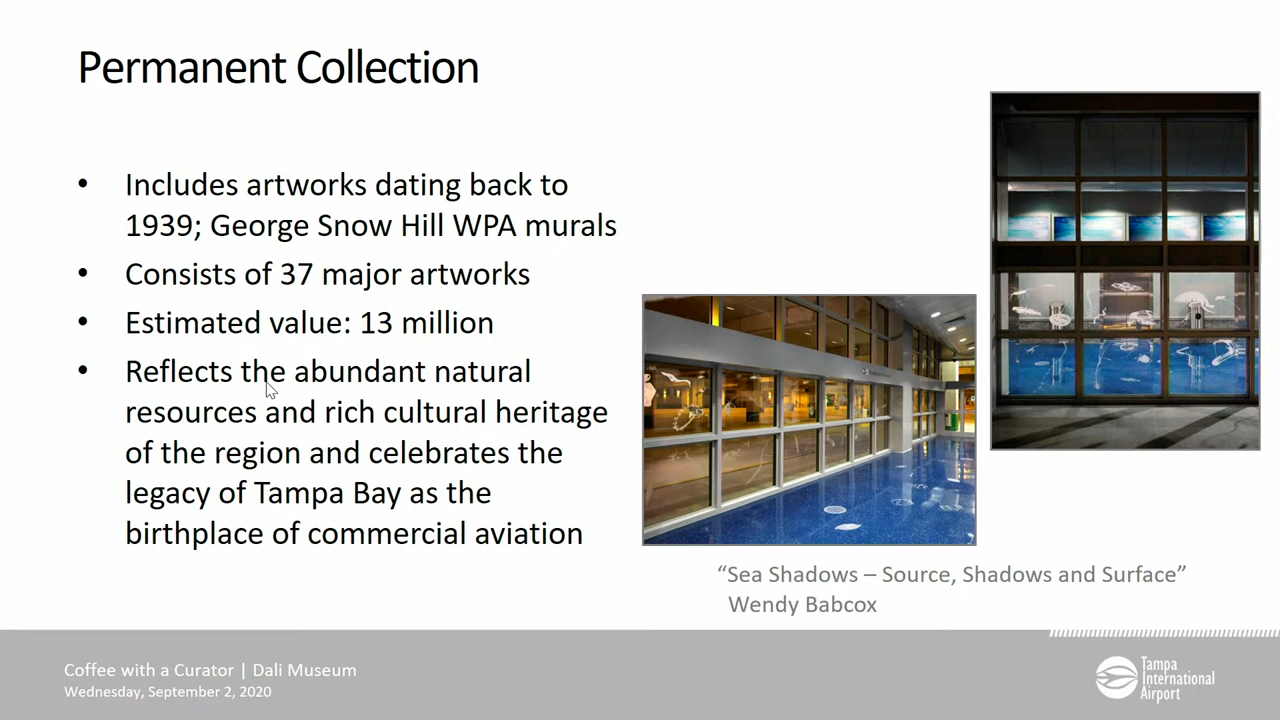 Permanent Collection
• Includes artworks dating back to
1939; George Snow Hill WPA murals
• Consists of 37 major artworks
• Estimated value: 13 million
• Reflects the abundant natural
resources and rich cultural heritage
of the region and celebrates the
legacy of Tampa Bay as the
birthplace of commercial aviation
“Sea Shadows – Source, Shadows and Surface”
Wendy Babcox
Coffee with a Curator | Dali Museum
Wednesday, September 2, 2020
Tampa
International
Airport